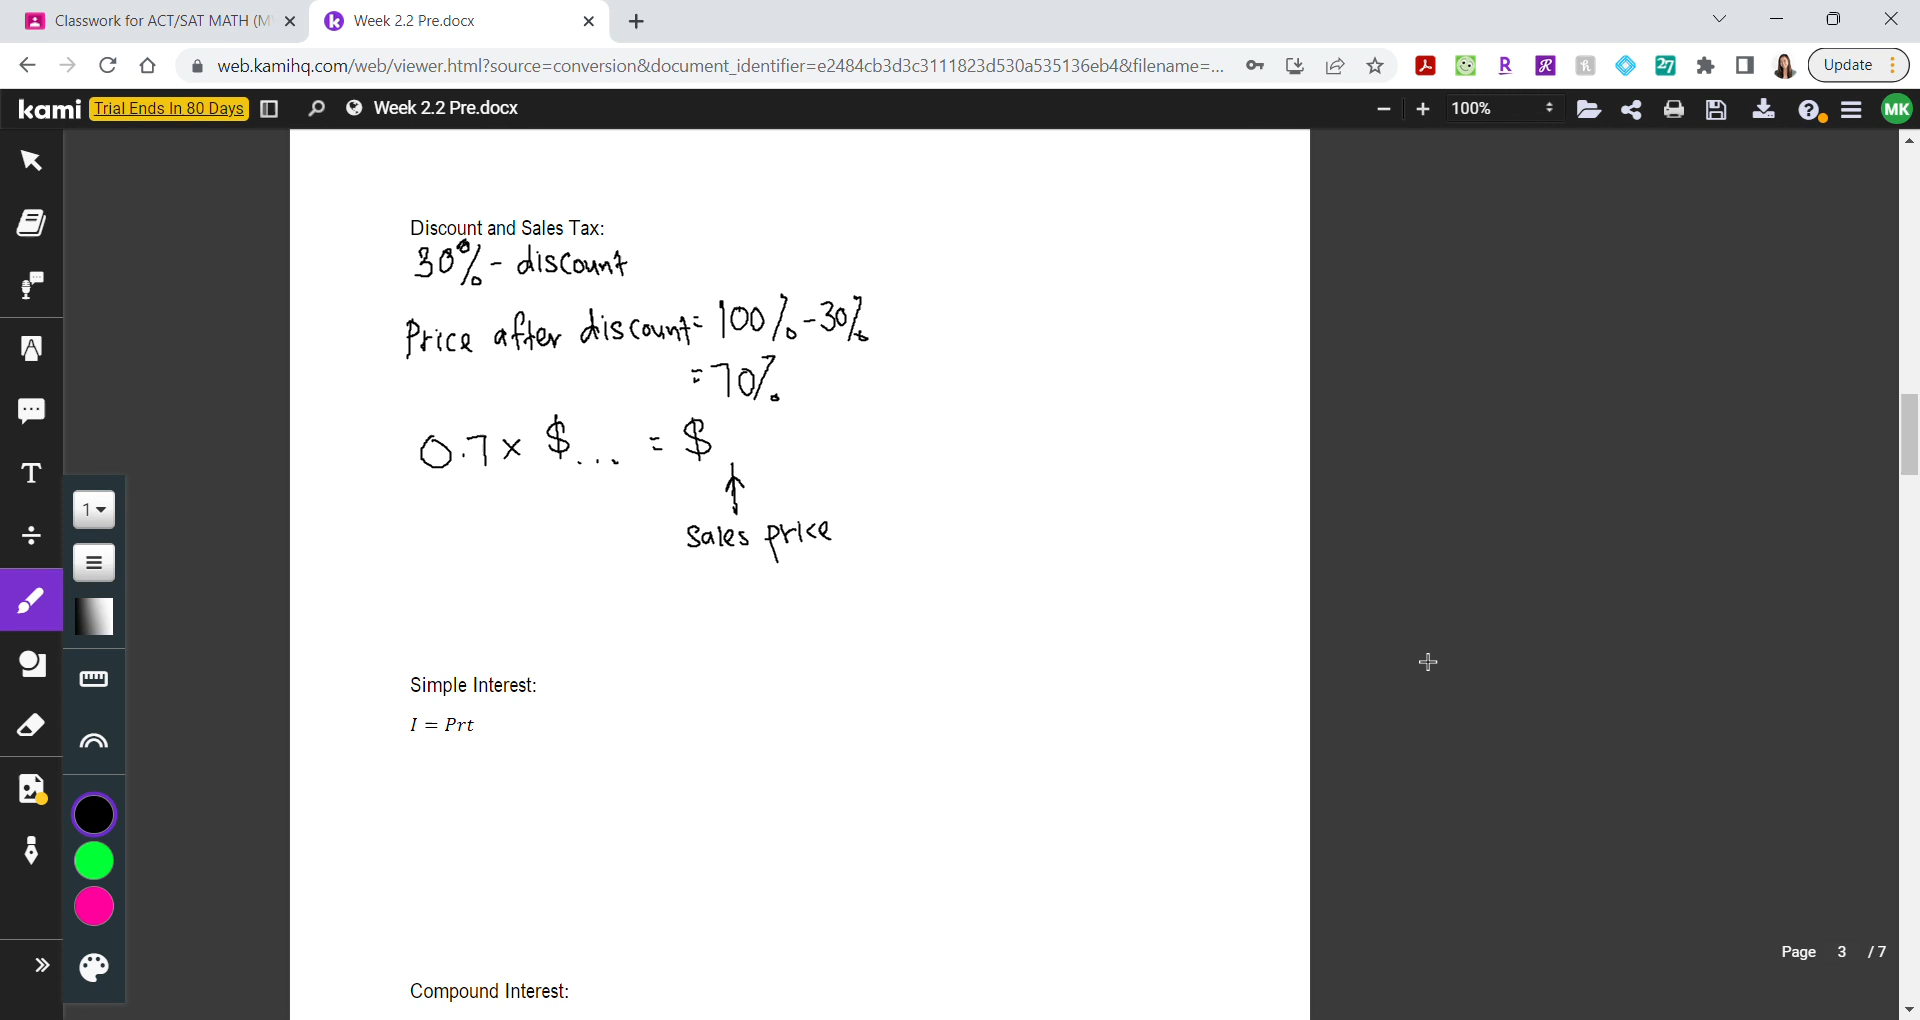 Classwork for ACT/SAT MATH (M
Week 2.2 Pre.docx
web.kamihq.com/web/viewer.html?source=conversion&document_identifier=e2484cb3d3c3111823d530a535136eb4&filename=...
Update
kami
Trial Ends In 80 Days
Week 2.2 Pre.docx
100%
MK
Discount and Sales Tax:
30% - discount
Price after discount = 100% - 30%
= 70%
0.7 × $... = $
Sales price
1
Simple Interest:
I = Prt
Page 3 / 7
Compound Interest: